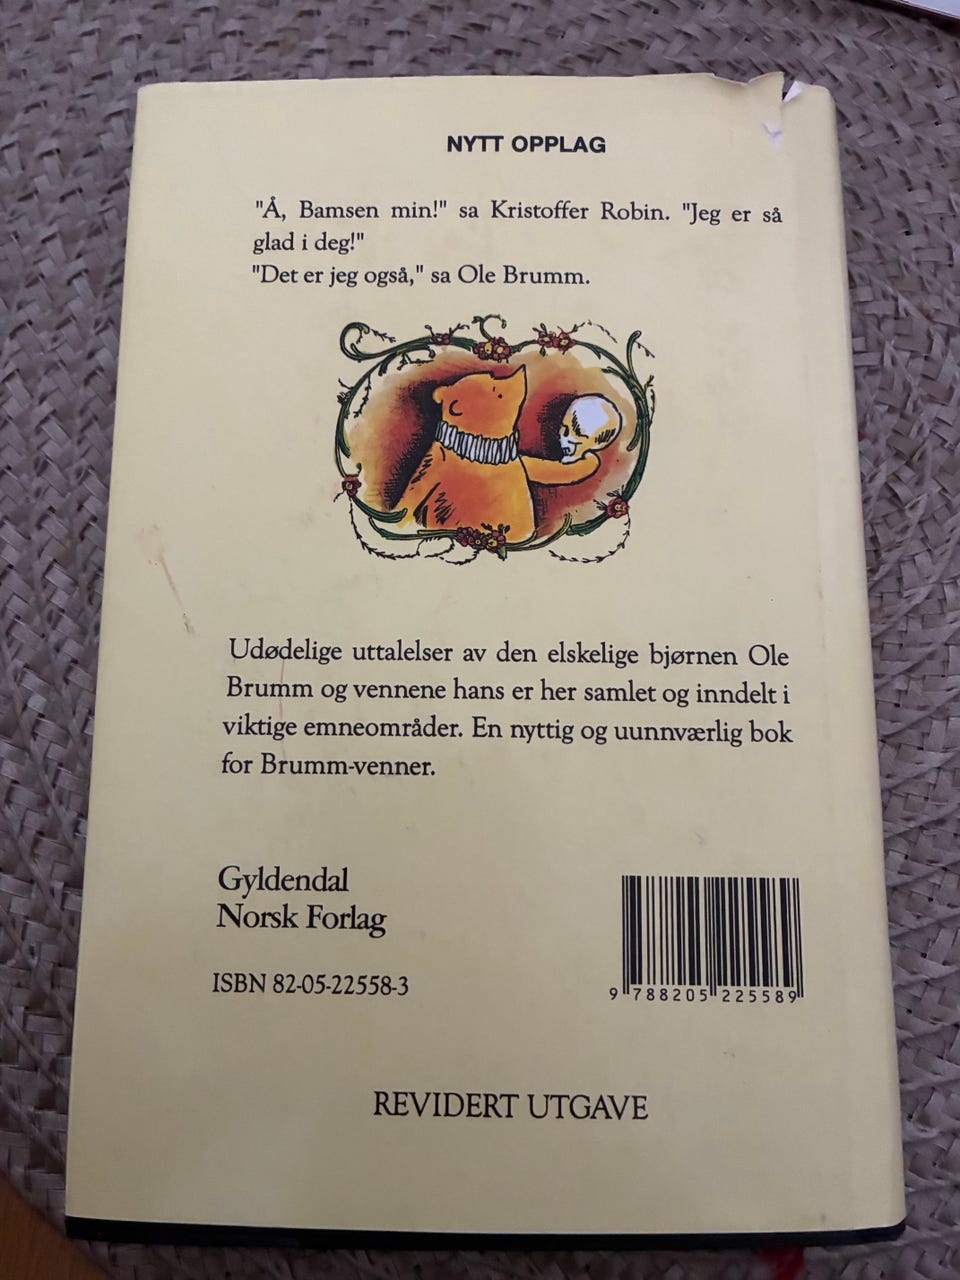 NYTT OPPLAG
"Å, Bamsen min!" sa Kristoffer Robin. "Jeg er så
glad i deg!"
"Det er jeg også," sa Ole Brumm.
Udødelige uttalelser av den elskelige bjørnen Ole
Brumm og vennene hans er her samlet og inndelt i
viktige emneområder. En nyttig og uunnværlig bok
for Brumm-venner.
Gyldendal
Norsk Forlag
ISBN 82-05-22558-3
9 788205 225589
REVIDERT UTGAVE